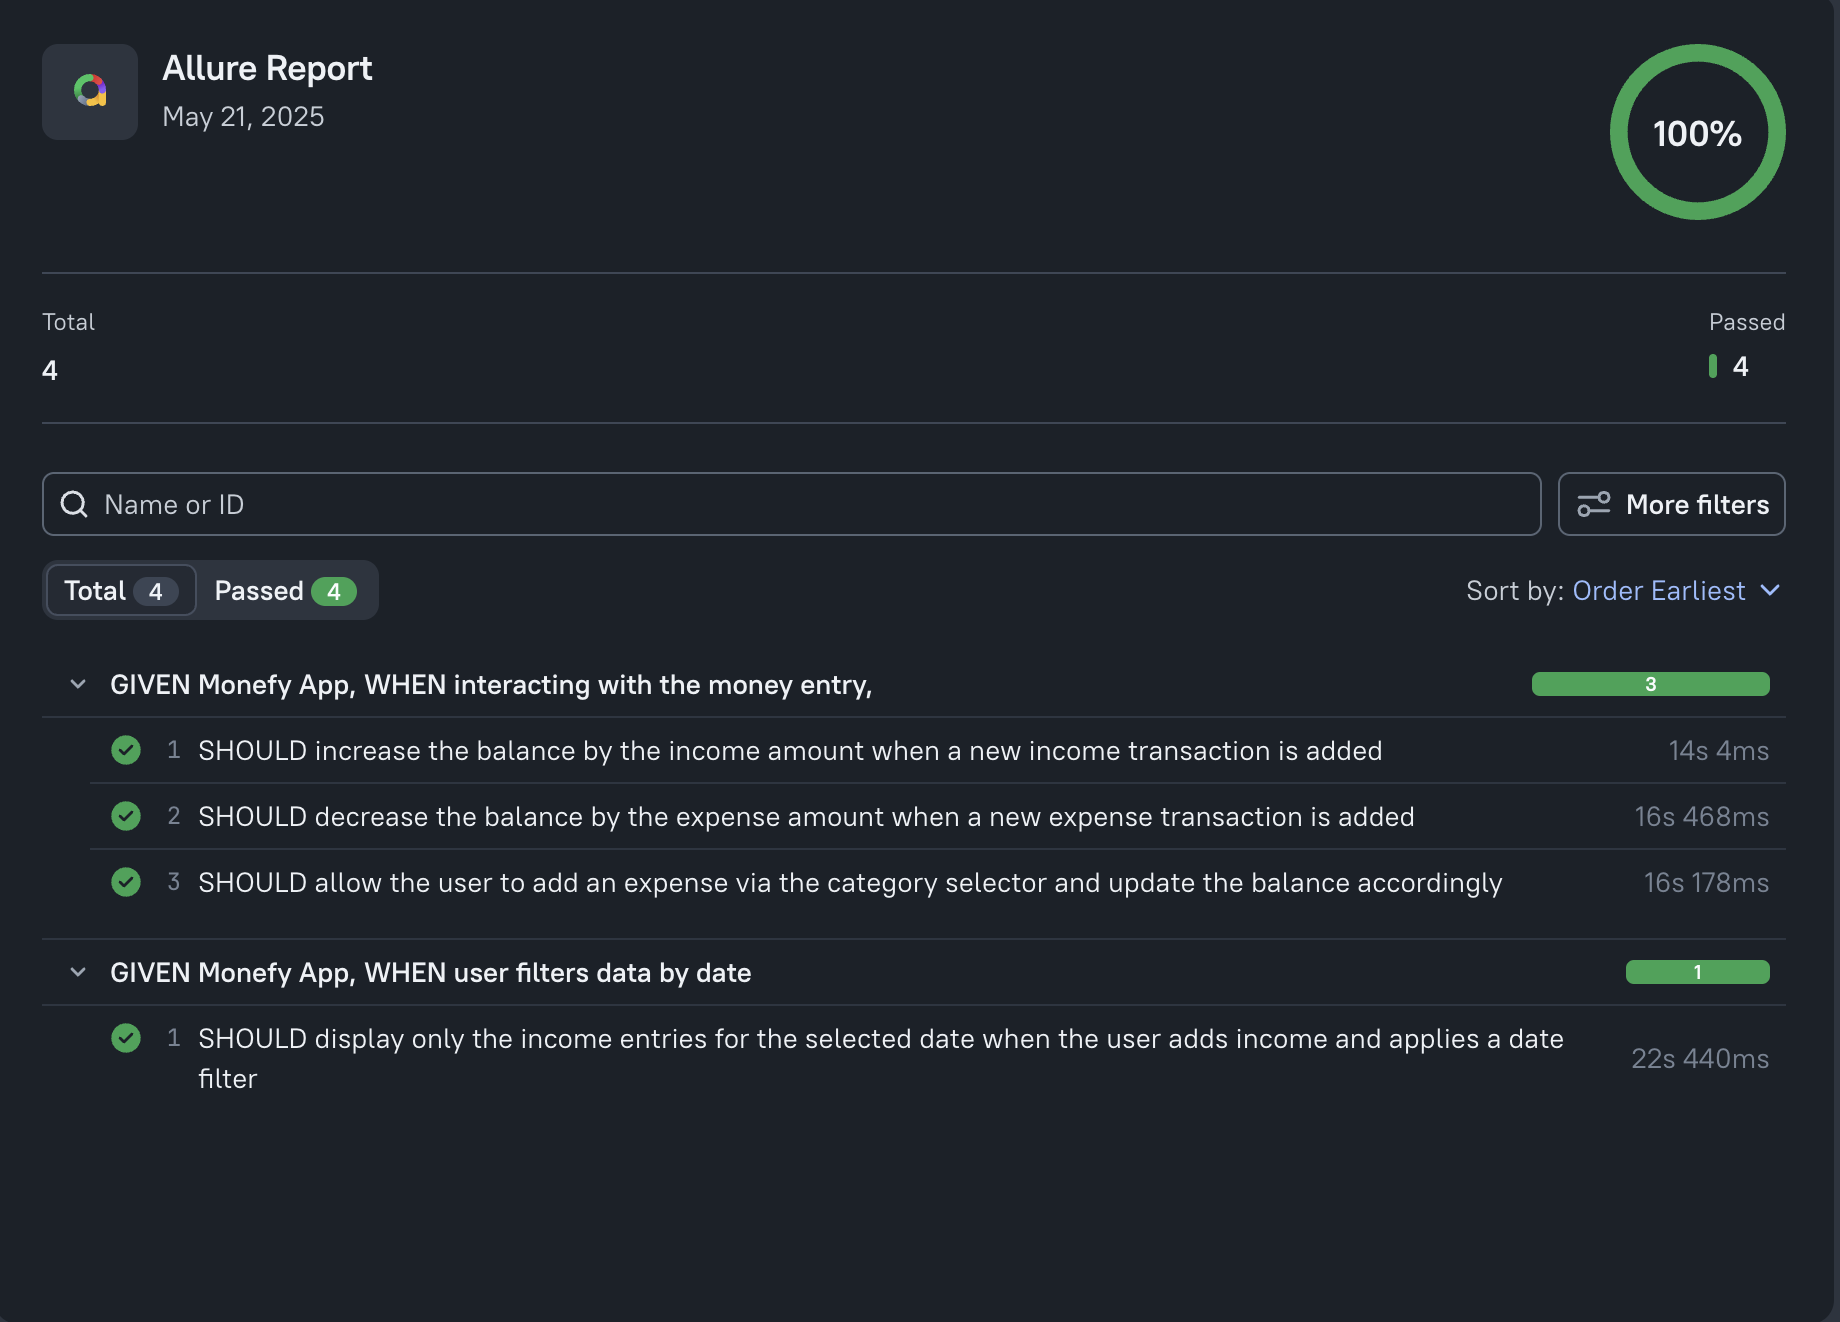 Allure Report
May 21, 2025
100%
Total
4
Passed
4
Name or ID
More filters
Total 4
Passed 4
Sort by: Order Earliest
GIVEN Monefy App, WHEN interacting with the money entry,
3
1 SHOULD increase the balance by the income amount when a new income transaction is added
14s 4ms
2 SHOULD decrease the balance by the expense amount when a new expense transaction is added
16s 468ms
3 SHOULD allow the user to add an expense via the category selector and update the balance accordingly
16s 178ms
GIVEN Monefy App, WHEN user filters data by date
1
1 SHOULD display only the income entries for the selected date when the user adds income and applies a date
filter
22s 440ms